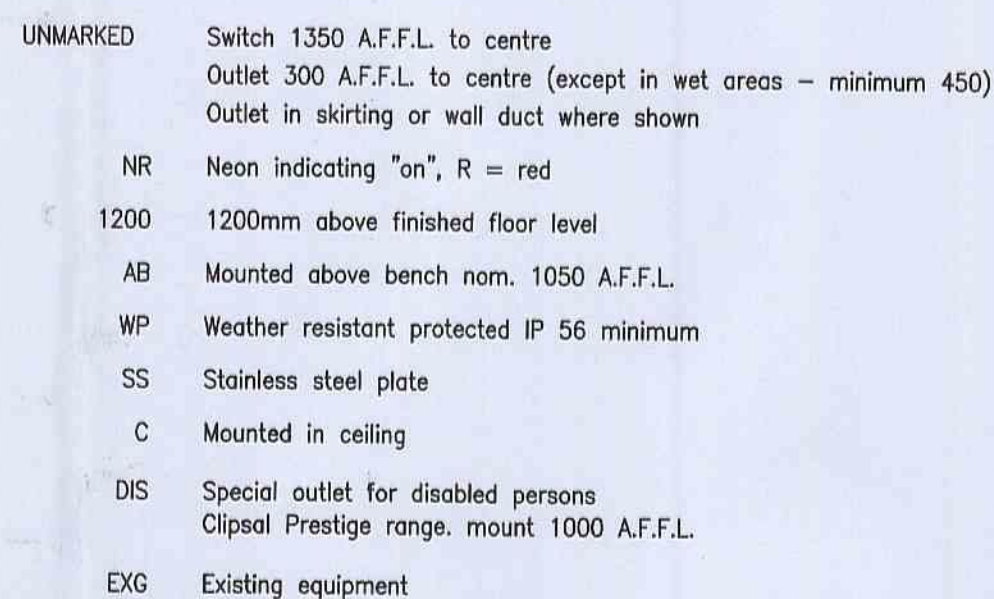 UNMARKED Switch 1350 A.F.F.L. to centre
Outlet 300 A.F.F.L. to centre (except in wet areas – minimum 450)
Outlet in skirting or wall duct where shown
NR Neon indicating "on", R = red
1200 1200mm above finished floor level
AB Mounted above bench nom. 1050 A.F.F.L.
WP Weather resistant protected IP 56 minimum
SS Stainless steel plate
C Mounted in ceiling
DIS Special outlet for disabled persons
Clipsal Prestige range. mount 1000 A.F.F.L.
EXG Existing equipment